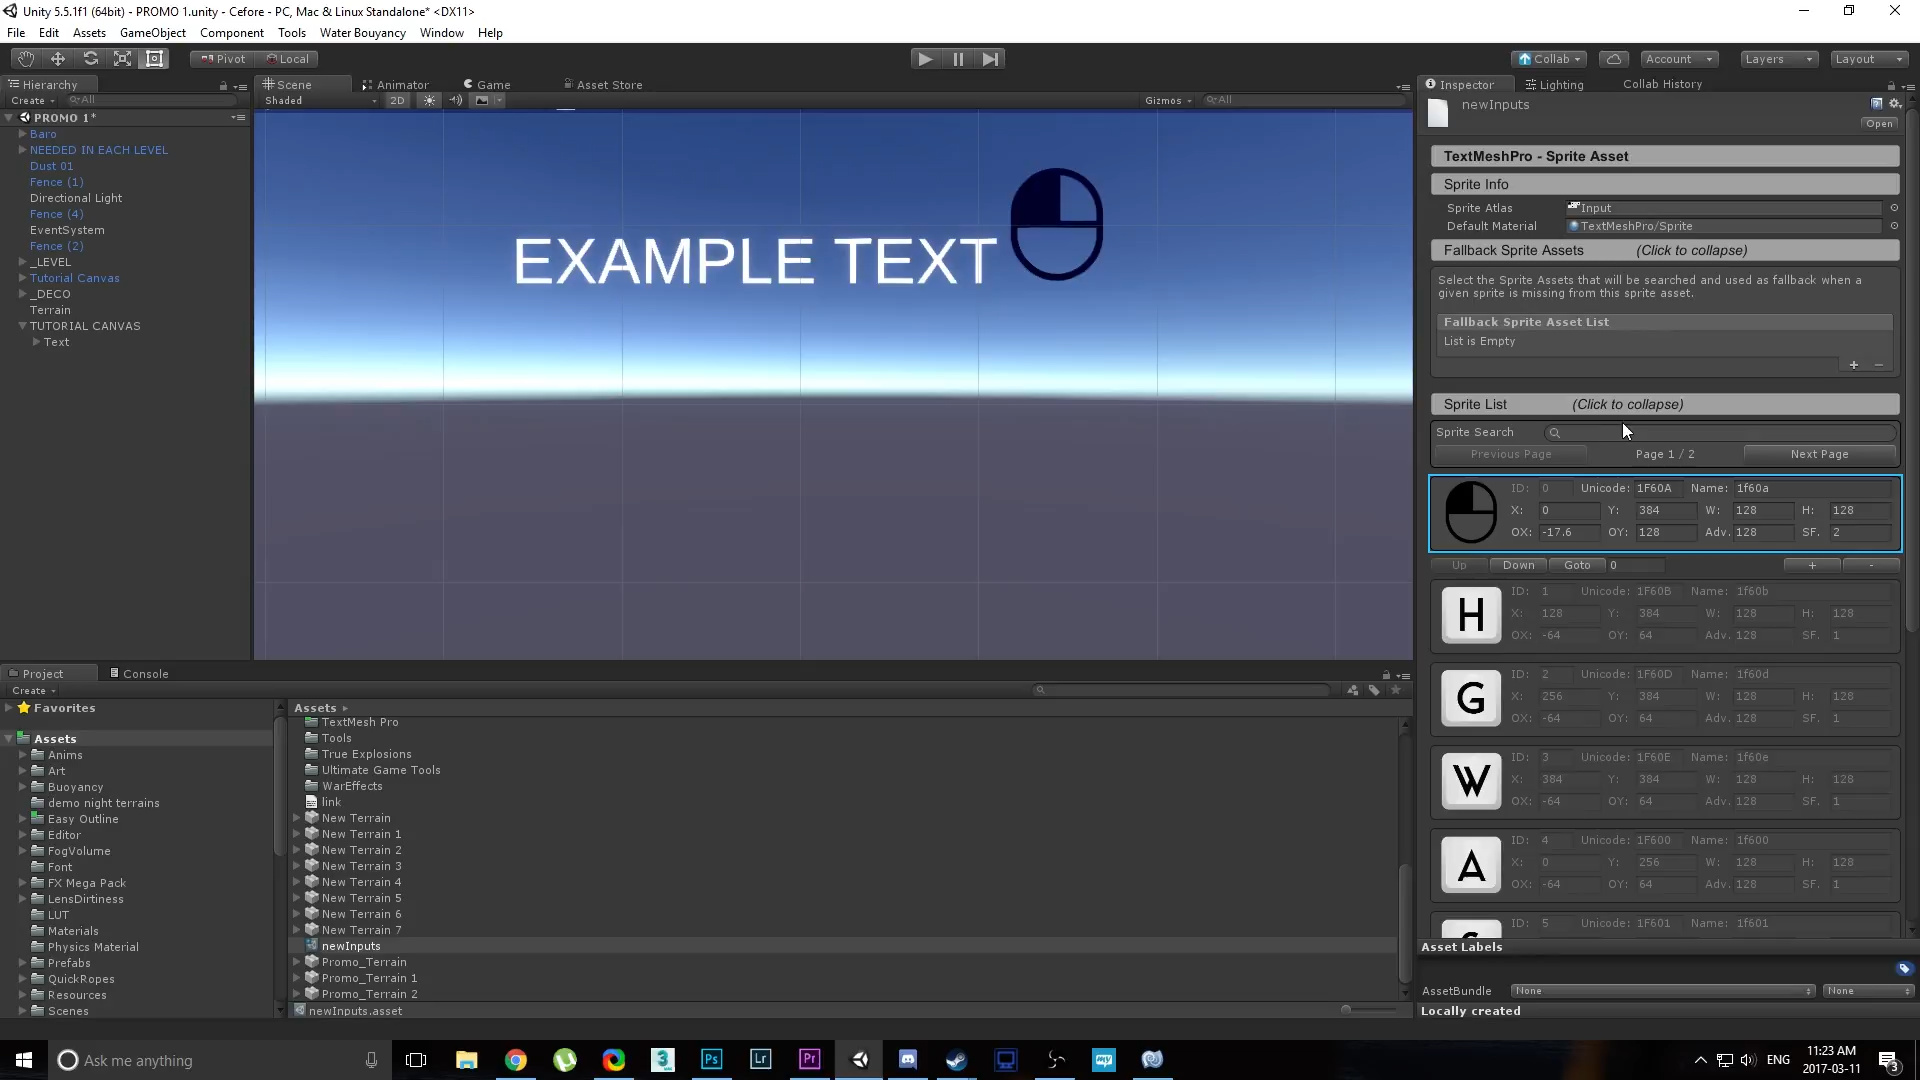 Unity 5.5.1f1 (64bit) - PROMO 1.unity - Cefore - PC, Mac & Linux Standalone* <DX11>
File Edit Assets GameObject Component Tools Water Bouyancy Window Help
Pivot Local
Collab Account Layers Layout
Hierarchy
Create All
PROMO 1*
Baro
NEEDED IN EACH LEVEL
Dust 01
Fence (1)
Directional Light
Fence (4)
EventSystem
Fence (2)
_LEVEL
Tutorial Canvas
_DECO
Terrain
TUTORIAL CANVAS
Text
Scene Animator Game Asset Store
Shaded 2D Gizmos All
EXAMPLE TEXT
Inspector Lighting Collab History
newInputs
Open
TextMeshPro - Sprite Asset
Sprite Info
Sprite Atlas Input
Default Material TextMeshPro/Sprite
Fallback Sprite Assets (Click to collapse)
Select the Sprite Assets that will be searched and used as fallback when a
given sprite is missing from this sprite asset.
Fallback Sprite Asset List
List is Empty
+ -
Sprite List (Click to collapse)
Sprite Search
Previous Page Page 1 / 2 Next Page
ID: 0 Unicode: 1F60A Name: 1f60a
X: 0 Y: 384 W: 128 H: 128
OX: -17.6 OY: 128 Adv. 128 SF. 2
Up Down Goto 0 + -
H
ID: 1 Unicode: 1F60B Name: 1f60b
X: 128 Y: 384 W: 128 H: 128
OX: -64 OY: 64 Adv. 128 SF. 1
G
ID: 2 Unicode: 1F60D Name: 1f60d
X: 256 Y: 384 W: 128 H: 128
OX: -64 OY: 64 Adv. 128 SF. 1
W
ID: 3 Unicode: 1F60E Name: 1f60e
X: 384 Y: 384 W: 128 H: 128
OX: -64 OY: 64 Adv. 128 SF. 1
A
ID: 4 Unicode: 1F600 Name: 1f600
X: 0 Y: 256 W: 128 H: 128
OX: -64 OY: 64 Adv. 128 SF. 1
ID: 5 Unicode: 1F601 Name: 1f601
Asset Labels
AssetBundle None None
Locally created
Project Console
Create
Favorites
Assets
Anims
Art
Buoyancy
demo night terrains
Easy Outline
Editor
FogVolume
Font
FX Mega Pack
LensDirtiness
LUT
Materials
Physics Material
Prefabs
QuickRopes
Resources
Scenes
Assets
TextMesh Pro
Tools
True Explosions
Ultimate Game Tools
WarEffects
link
New Terrain
New Terrain 1
New Terrain 2
New Terrain 3
New Terrain 4
New Terrain 5
New Terrain 6
New Terrain 7
newInputs
Promo_Terrain
Promo_Terrain 1
Promo_Terrain 2
newInputs.asset
Ask me anything
Ps Lr Pr
ENG
11:23 AM
2017-03-11
3